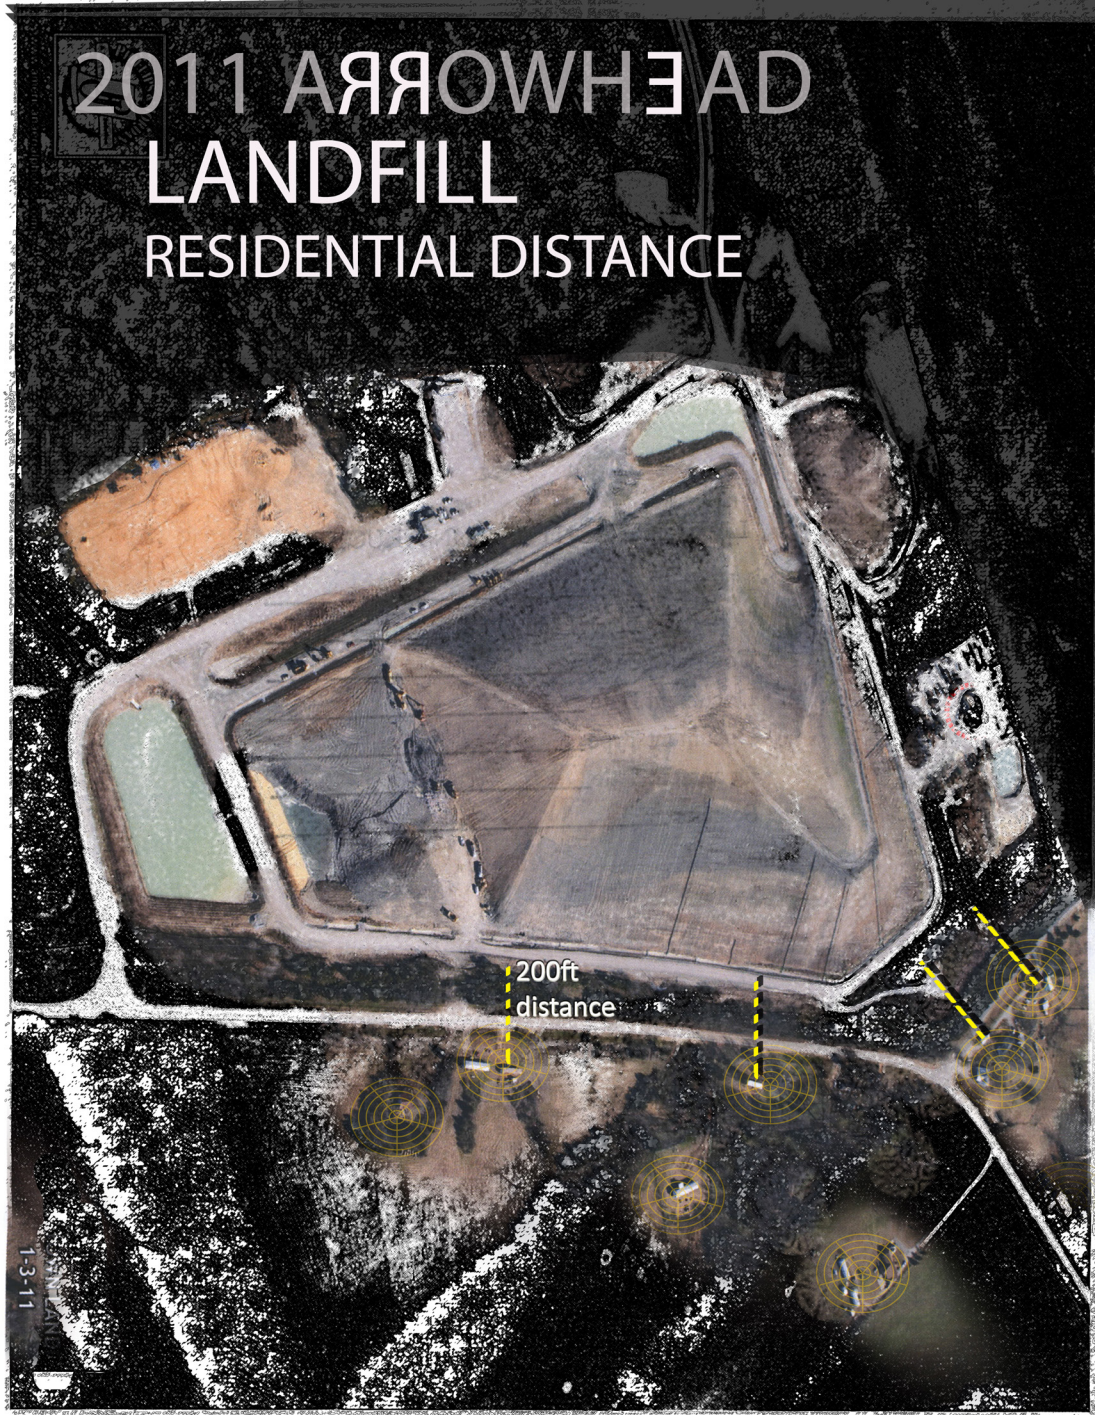 2011 AЯЯOWHƎAD
LANDFILL
RESIDENTIAL DISTANCE
200ft
distance
1-3-11